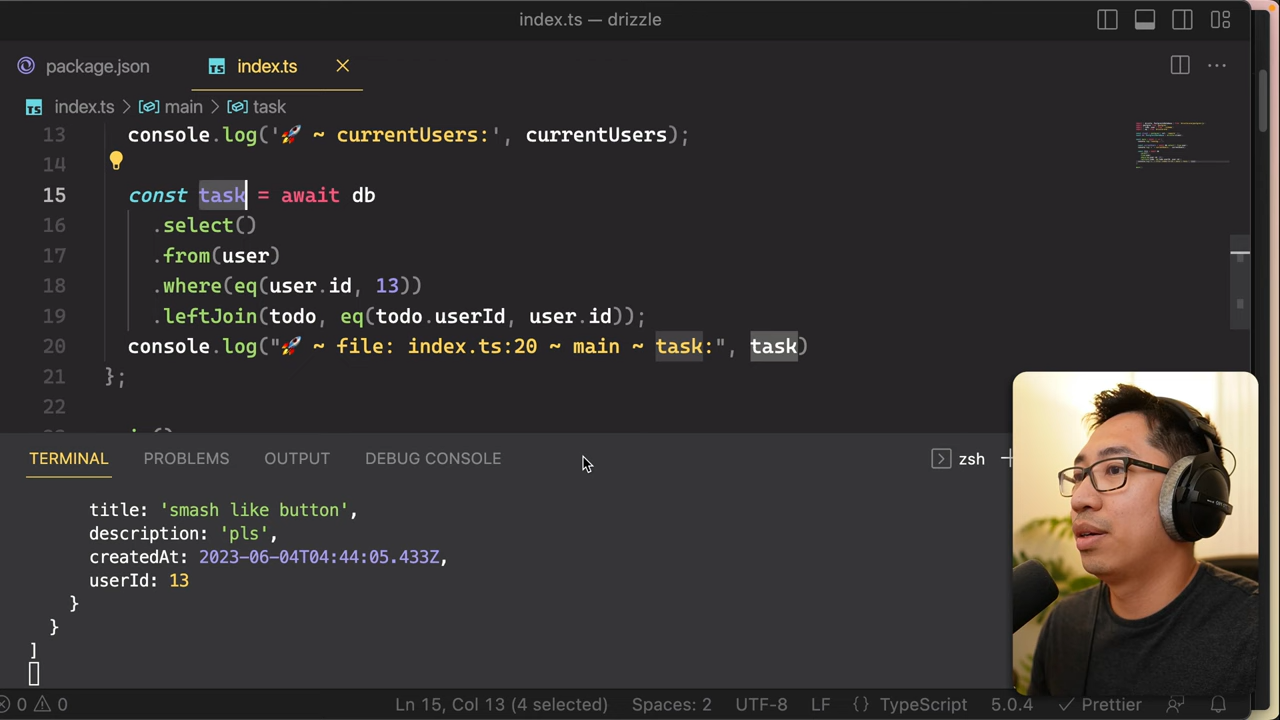 index.ts — drizzle
package.json
TS index.ts
TS index.ts > main > task
13 console.log('🚀 ~ currentUsers:', currentUsers);
14
15 const task = await db
16 .select()
17 .from(user)
18 .where(eq(user.id, 13))
19 .leftJoin(todo, eq(todo.userId, user.id));
20 console.log("🚀 ~ file: index.ts:20 ~ main ~ task:", task)
21 };
22
TERMINAL PROBLEMS OUTPUT DEBUG CONSOLE zsh
title: 'smash like button',
description: 'pls',
createdAt: 2023-06-04T04:44:05.433Z,
userId: 13
}
}
]
0 0 Ln 15, Col 13 (4 selected) Spaces: 2 UTF-8 LF {} TypeScript 5.0.4 Prettier